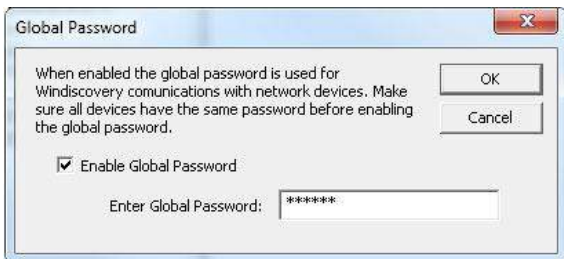 Global Password
When enabled the global password is used for
Windiscovery comunications with network devices. Make
sure all devices have the same password before enabling
the global password.
OK
Cancel
Enable Global Password
Enter Global Password: ******